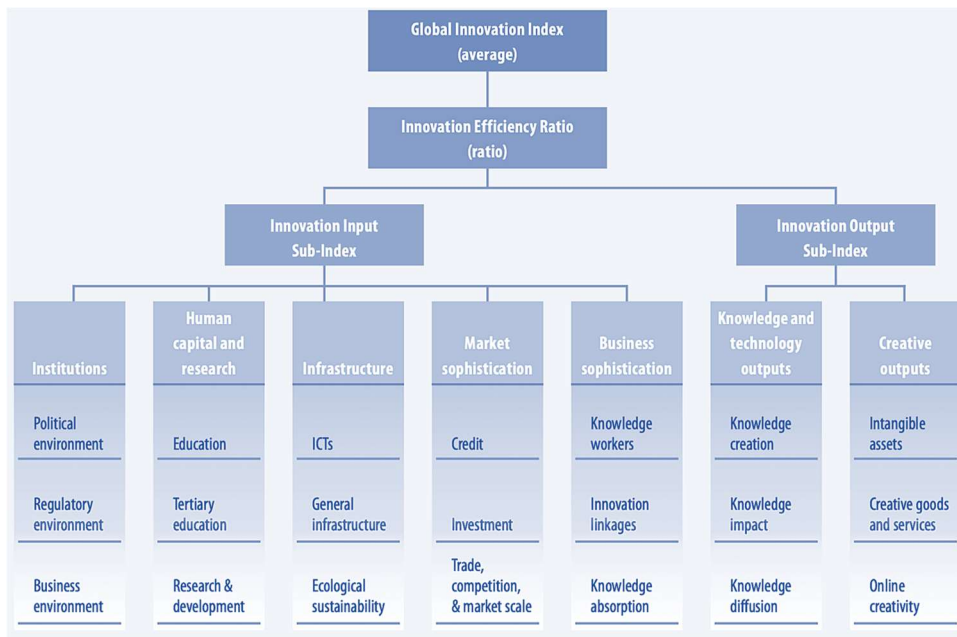 Global Innovation Index
(average)
Innovation Efficiency Ratio
(ratio)
Innovation Input
Sub-Index
Innovation Output
Sub-Index
Institutions
Human
capital and
research
Infrastructure
Market
sophistication
Business
sophistication
Knowledge and
technology
outputs
Creative
outputs
Political
environment
Education
ICTs
Credit
Knowledge
workers
Knowledge
creation
Intangible
assets
Regulatory
environment
Tertiary
education
General
infrastructure
Investment
Innovation
linkages
Knowledge
impact
Creative goods
and services
Business
environment
Research &
development
Ecological
sustainability
Trade,
competition,
& market scale
Knowledge
absorption
Knowledge
diffusion
Online
creativity